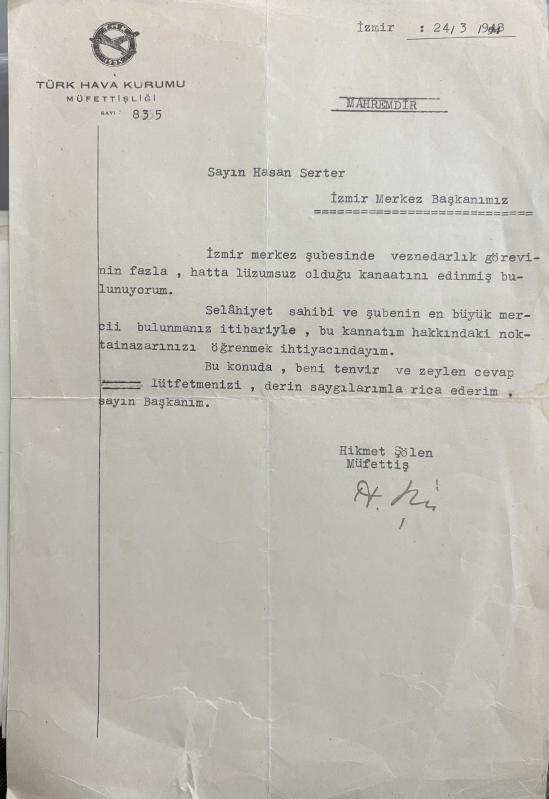 İzmir : 24/3
TÜRK HAVA KURUMU
MÜFETTİŞLİĞİ
SAYI : 835
MAHREMDİR
Sayın Hasan Serter
İzmir Merkez Başkanımız
İzmir merkez şubesinde veznedarlık görevi-
nin fazla , hatta lüzumsuz olduğu kanaatını edinmiş bu-
lunuyorum.
Selâhiyet sahibi ve şubenin en büyük mer-
cii bulunmanız itibariyle , bu kannatım hakkındaki nok-
tainazarınızı öğrenmek ihtiyacındayım.
Bu konuda , beni tenvir ve zeylen cevap
lütfetmenizi , derin saygılarımla rica ederim ,
sayın Başkanım.
Hikmet Şölen
Müfettiş